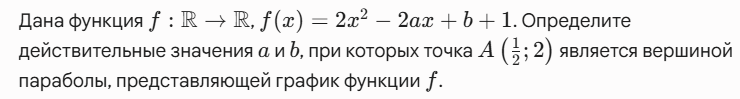 Дана функция f : ℝ → ℝ, f(x) = 2x² − 2ax + b + 1. Определите
действительные значения a и b, при которых точка A (1/2; 2) является вершиной
параболы, представляющей график функции f.